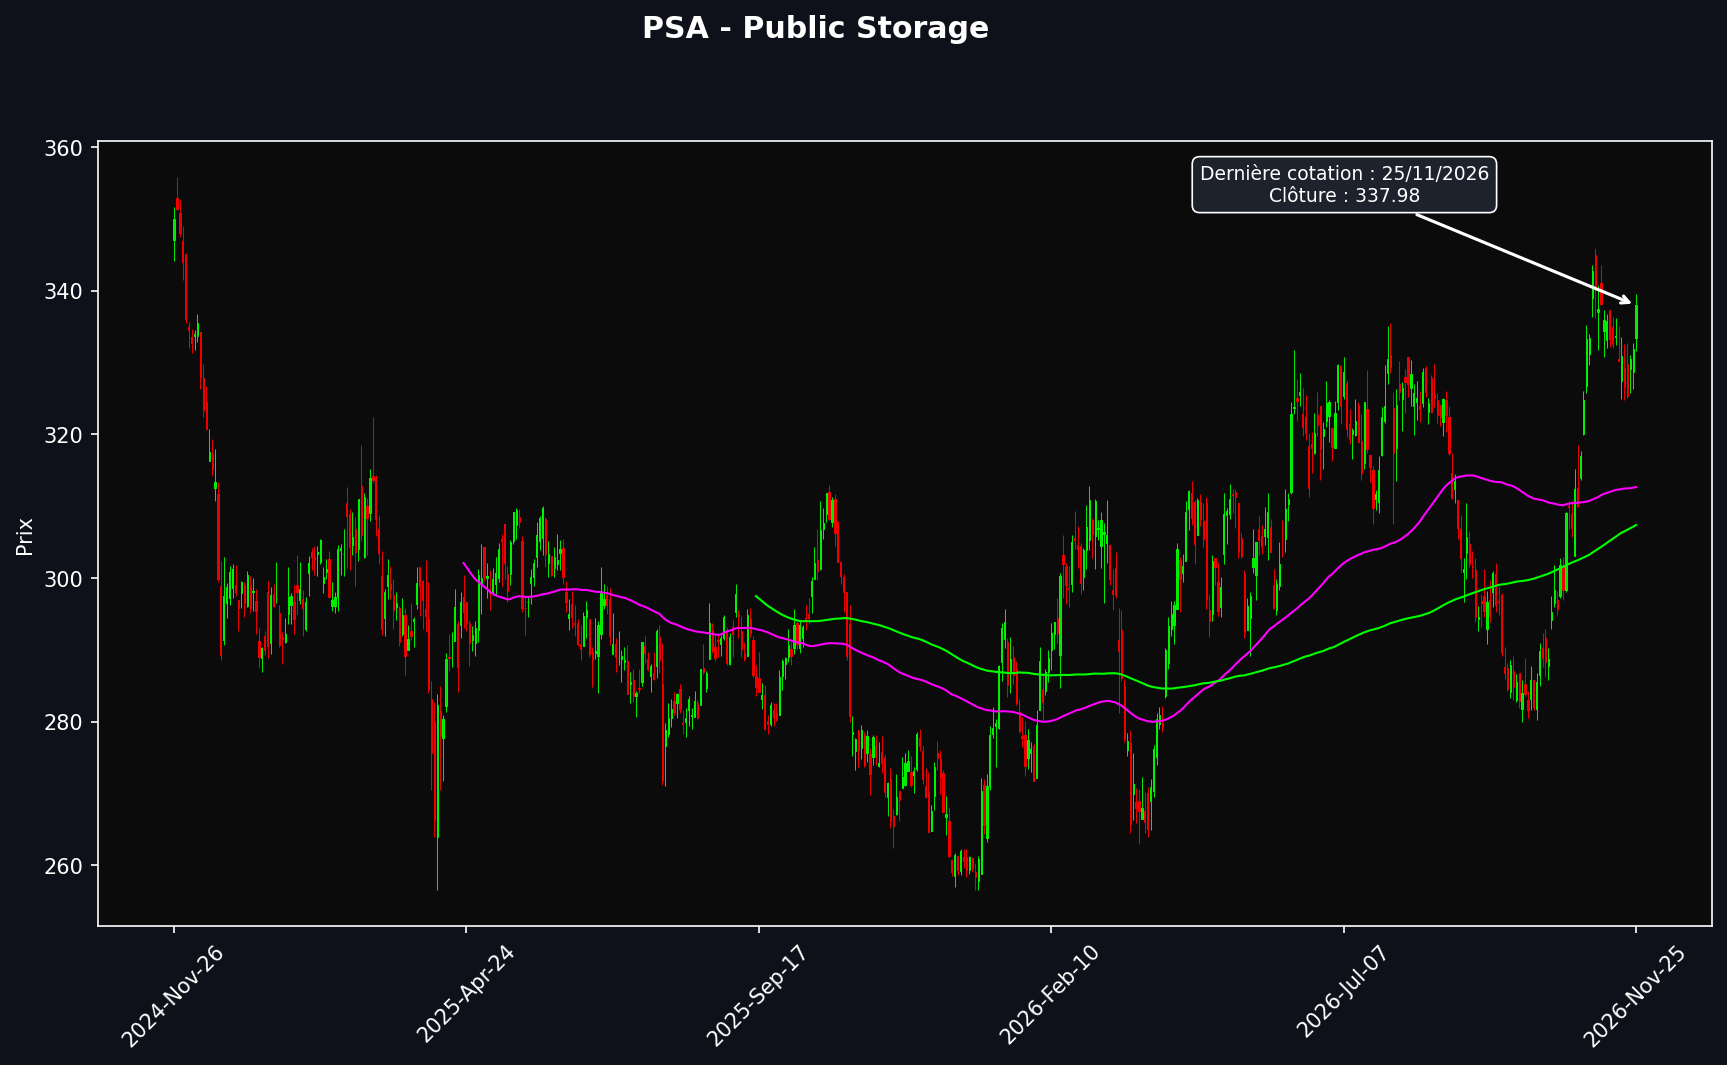 PSA - Public Storage
Dernière cotation : 25/11/2026
Clôture : 337.98
Prix
360
340
320
300
280
260
2024-Nov-26
2025-Apr-24
2025-Sep-17
2026-Feb-10
2026-Jul-07
2026-Nov-25